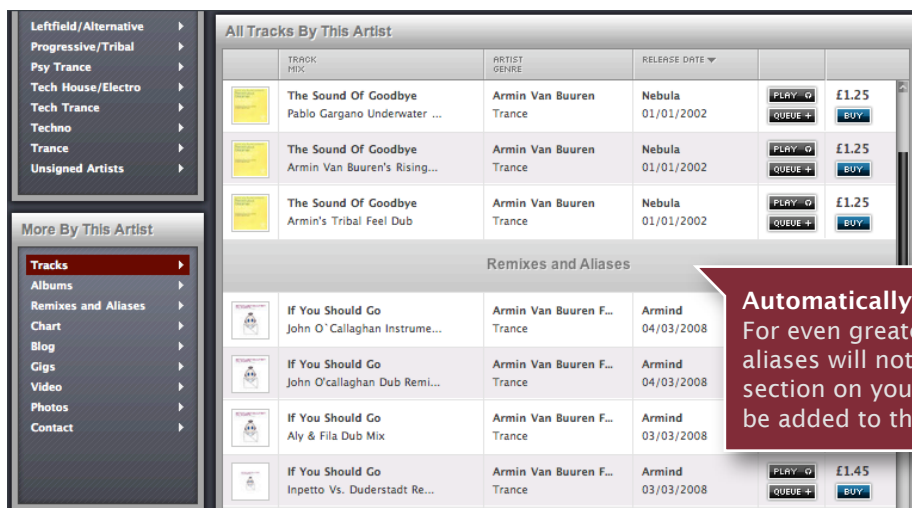 Leftfield/Alternative
Progressive/Tribal
Psy Trance
Tech House/Electro
Tech Trance
Techno
Trance
Unsigned Artists
More By This Artist
Tracks
Albums
Remixes and Aliases
Chart
Blog
Gigs
Video
Photos
Contact
All Tracks By This Artist
TRACK ARTIST RELEASE DATE
MIX GENRE
The Sound Of Goodbye Armin Van Buuren Nebula PLAY £1.25
Pablo Gargano Underwater ... Trance 01/01/2002 QUEUE + BUY
The Sound Of Goodbye Armin Van Buuren Nebula PLAY £1.25
Armin Van Buuren's Rising... Trance 01/01/2002 QUEUE + BUY
The Sound Of Goodbye Armin Van Buuren Nebula PLAY £1.25
Armin's Tribal Feel Dub Trance 01/01/2002 QUEUE + BUY
Remixes and Aliases
If You Should Go Armin Van Buuren F... Armind
John O`Callaghan Instrume... Trance 04/03/2008
If You Should Go Armin Van Buuren F... Armind
John O'callaghan Dub Remi... Trance 04/03/2008
If You Should Go Armin Van Buuren F... Armind
Aly & Fila Dub Mix Trance 03/03/2008
If You Should Go Armin Van Buuren F... Armind PLAY £1.45
Inpetto Vs. Duderstadt Re... Trance 03/03/2008 QUEUE + BUY
Automatically
For even greate
aliases will not
section on you
be added to th